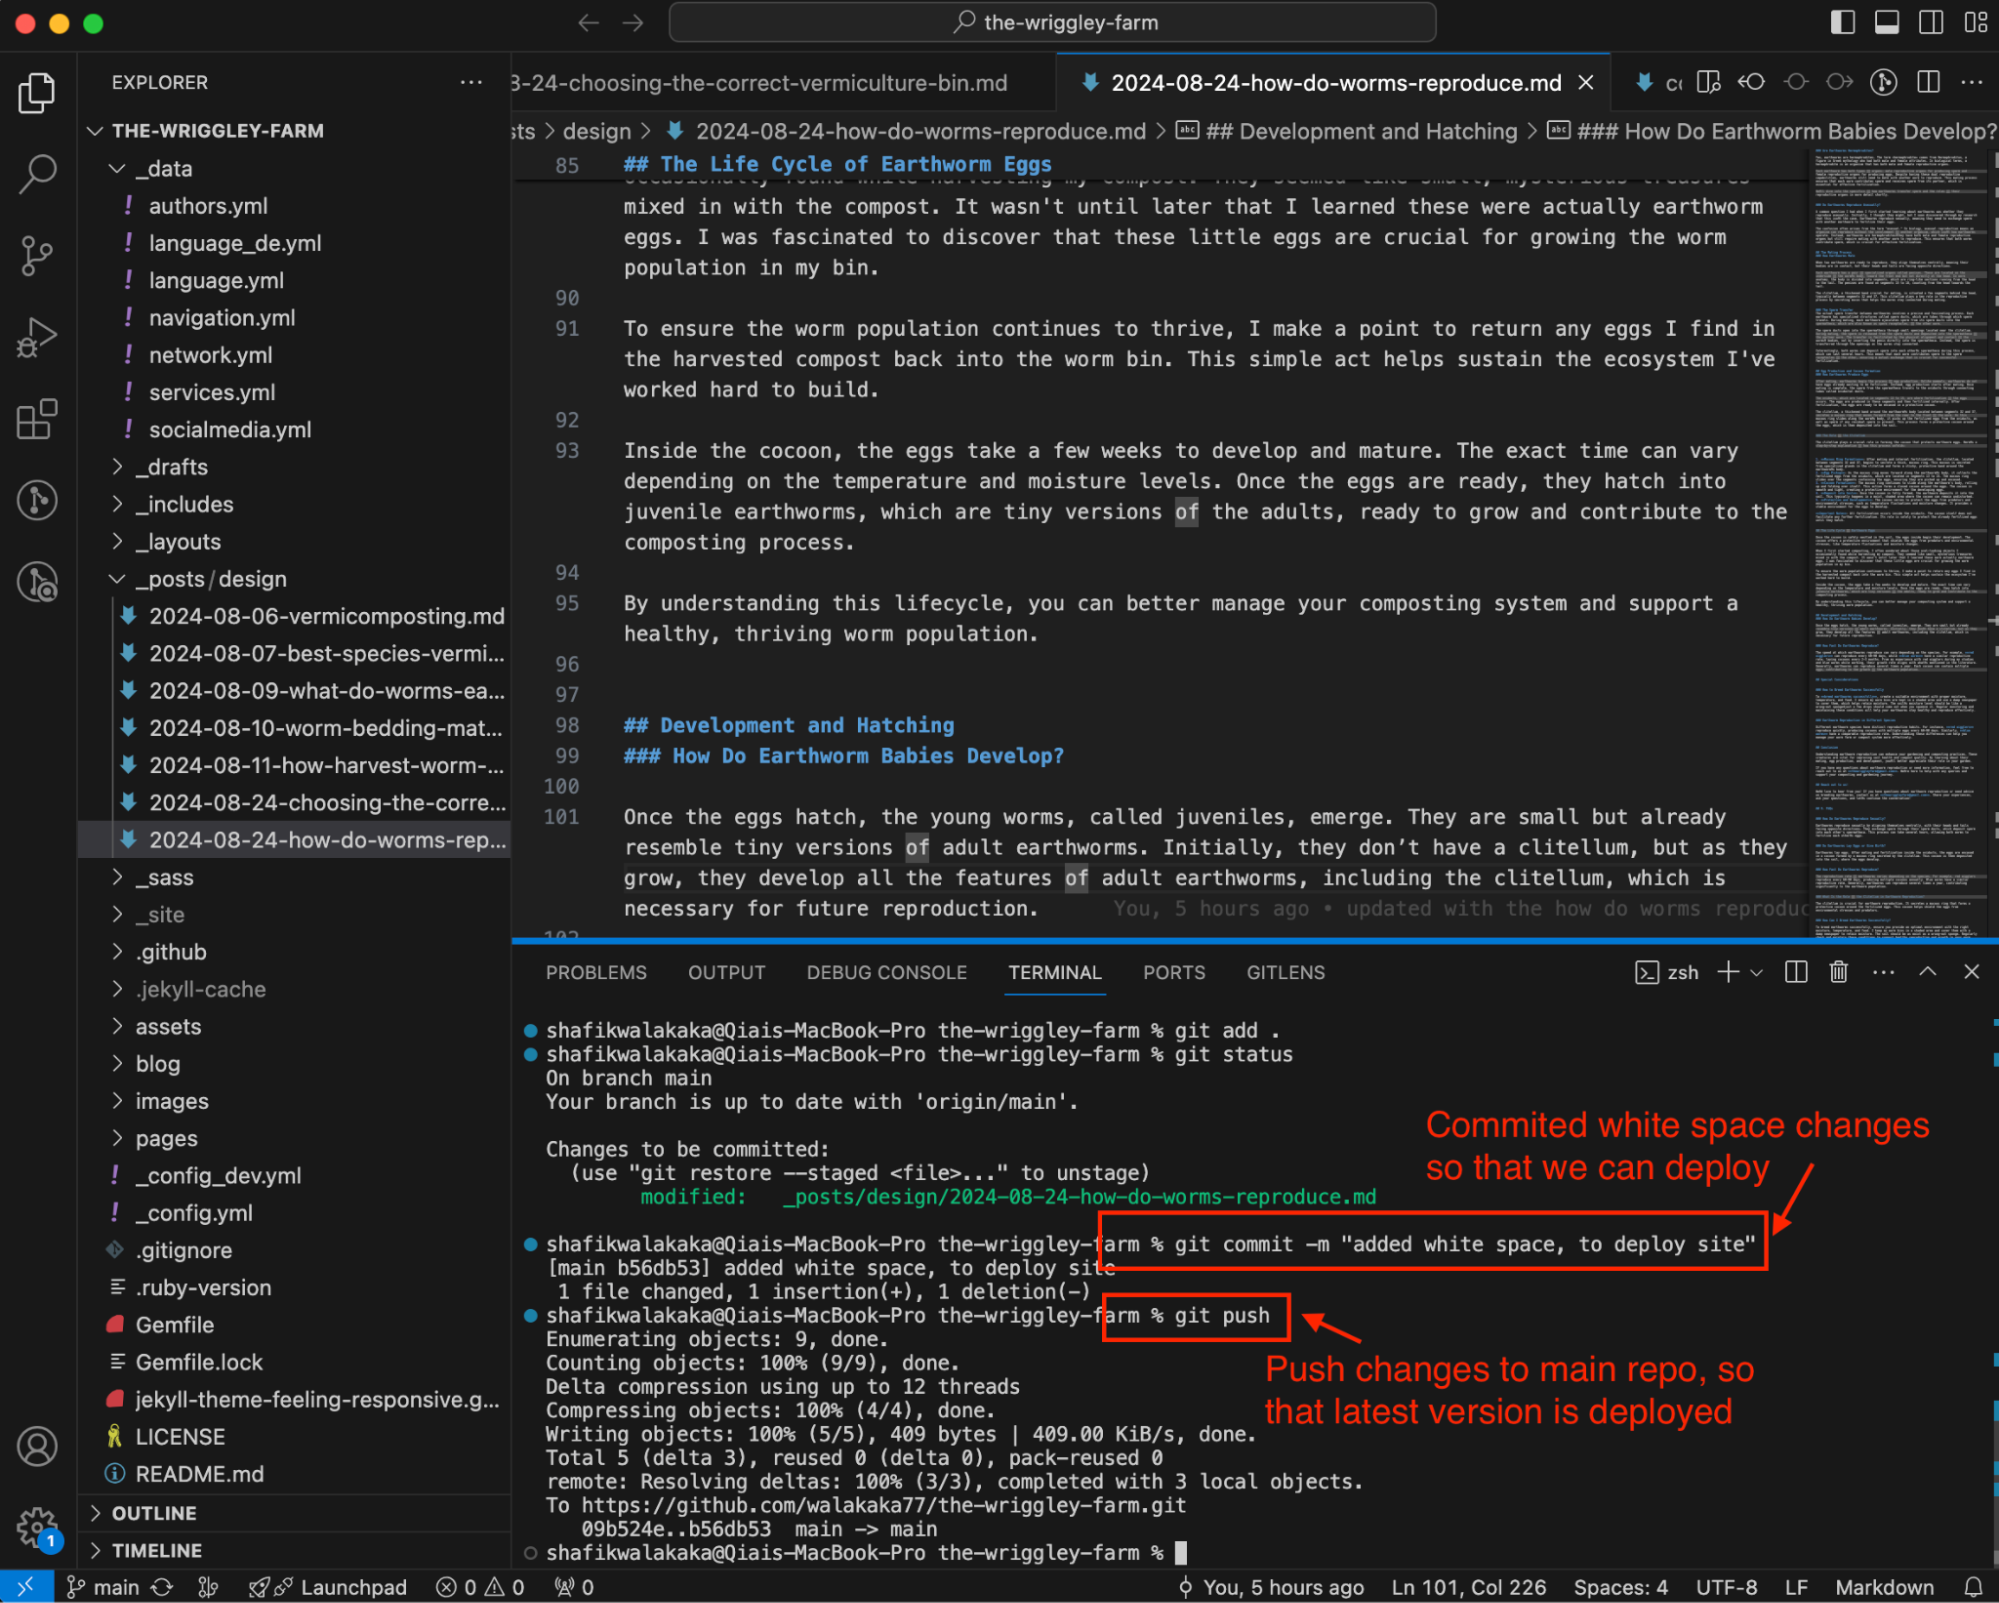 the-wriggley-farm
EXPLORER
THE-WRIGGLEY-FARM
_data
authors.yml
language_de.yml
language.yml
navigation.yml
network.yml
services.yml
socialmedia.yml
_drafts
_includes
_layouts
_posts/design
2024-08-06-vermicomposting.md
2024-08-07-best-species-vermi...
2024-08-09-what-do-worms-ea...
2024-08-10-worm-bedding-mat...
2024-08-11-how-harvest-worm-...
2024-08-24-choosing-the-corre...
2024-08-24-how-do-worms-rep...
_sass
_site
.github
.jekyll-cache
assets
blog
images
pages
_config_dev.yml
_config.yml
.gitignore
.ruby-version
Gemfile
Gemfile.lock
jekyll-theme-feeling-responsive.g...
LICENSE
README.md
OUTLINE
TIMELINE
3-24-choosing-the-correct-vermiculture-bin.md
2024-08-24-how-do-worms-reproduce.md
sts > design > 2024-08-24-how-do-worms-reproduce.md > ## Development and Hatching > ### How Do Earthworm Babies Develop?
85 ## The Life Cycle of Earthworm Eggs
occasionally found while harvesting my compost. They seemed like small, mysterious treasures
mixed in with the compost. It wasn't until later that I learned these were actually earthworm
eggs. I was fascinated to discover that these little eggs are crucial for growing the worm
population in my bin.
90
91 To ensure the worm population continues to thrive, I make a point to return any eggs I find in
the harvested compost back into the worm bin. This simple act helps sustain the ecosystem I've
worked hard to build.
92
93 Inside the cocoon, the eggs take a few weeks to develop and mature. The exact time can vary
depending on the temperature and moisture levels. Once the eggs are ready, they hatch into
juvenile earthworms, which are tiny versions of the adults, ready to grow and contribute to the
composting process.
94
95 By understanding this lifecycle, you can better manage your composting system and support a
healthy, thriving worm population.
96
97
98 ## Development and Hatching
99 ### How Do Earthworm Babies Develop?
100
101 Once the eggs hatch, the young worms, called juveniles, emerge. They are small but already
resemble tiny versions of adult earthworms. Initially, they don’t have a clitellum, but as they
grow, they develop all the features of adult earthworms, including the clitellum, which is
necessary for future reproduction. You, 5 hours ago • updated with the how do worms reproduc
102
PROBLEMS OUTPUT DEBUG CONSOLE TERMINAL PORTS GITLENS
zsh
shafikwalakaka@Qiais-MacBook-Pro the-wriggley-farm % git add .
shafikwalakaka@Qiais-MacBook-Pro the-wriggley-farm % git status
On branch main
Your branch is up to date with 'origin/main'.
Changes to be committed:
(use "git restore --staged <file>..." to unstage)
modified: _posts/design/2024-08-24-how-do-worms-reproduce.md
shafikwalakaka@Qiais-MacBook-Pro the-wriggley-farm % git commit -m "added white space, to deploy site"
[main b56db53] added white space, to deploy site
1 file changed, 1 insertion(+), 1 deletion(-)
shafikwalakaka@Qiais-MacBook-Pro the-wriggley-farm % git push
Enumerating objects: 9, done.
Counting objects: 100% (9/9), done.
Delta compression using up to 12 threads
Compressing objects: 100% (4/4), done.
Writing objects: 100% (5/5), 409 bytes | 409.00 KiB/s, done.
Total 5 (delta 3), reused 0 (delta 0), pack-reused 0
remote: Resolving deltas: 100% (3/3), completed with 3 local objects.
To https://github.com/walakaka77/the-wriggley-farm.git
09b524e..b56db53 main -> main
shafikwalakaka@Qiais-MacBook-Pro the-wriggley-farm %
Commited white space changes
so that we can deploy
Push changes to main repo, so
that latest version is deployed
1
main Launchpad 0 0 0 You, 5 hours ago Ln 101, Col 226 Spaces: 4 UTF-8 LF Markdown